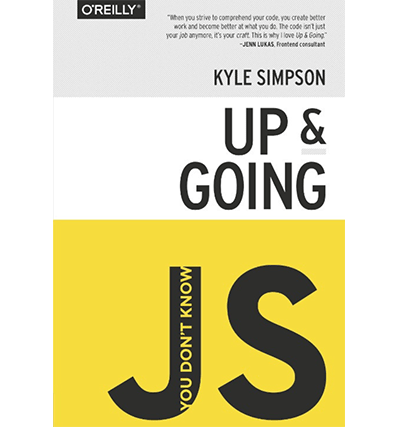 O'REILLY®
"When you strive to comprehend your code, you create better
work and become better at what you do. The code isn't just
your job anymore, it's your craft. This is why I love Up & Going."
–JENN LUKAS, Frontend consultant
KYLE SIMPSON
UP &
GOING
YOU DON'T KNOW
JS